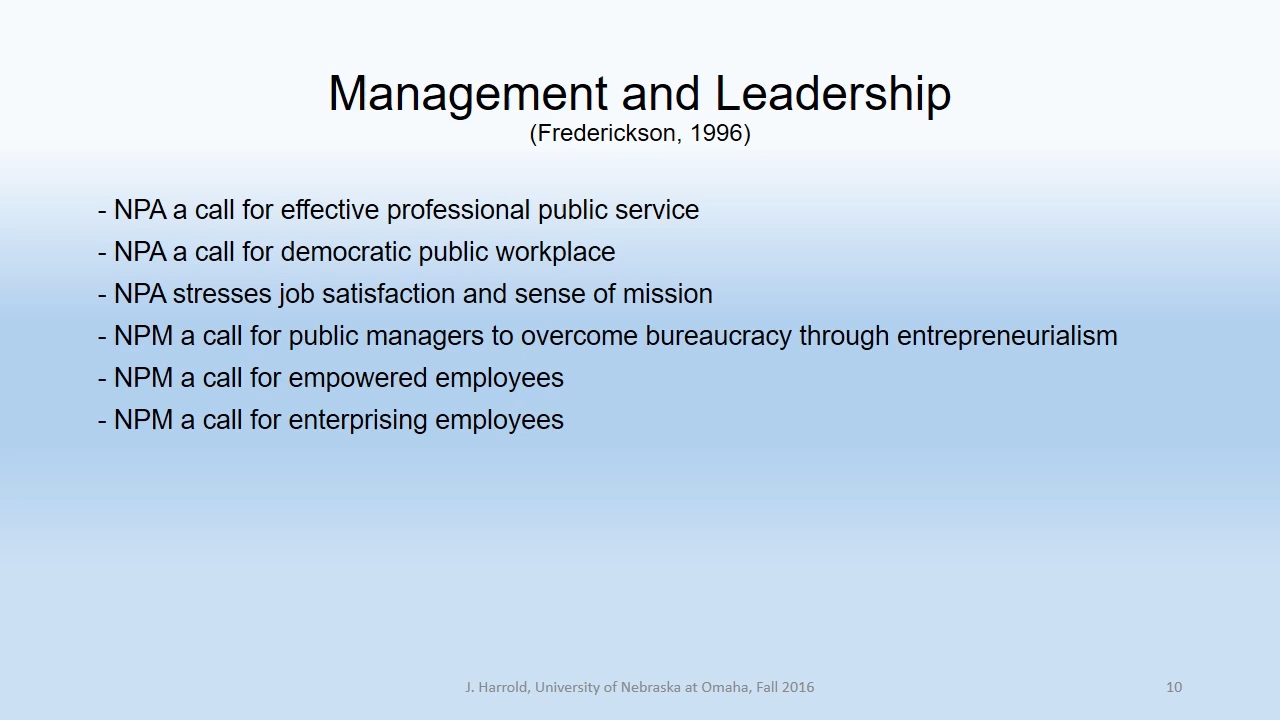 Management and Leadership
(Frederickson, 1996)
- NPA a call for effective professional public service
- NPA a call for democratic public workplace
- NPA stresses job satisfaction and sense of mission
- NPM a call for public managers to overcome bureaucracy through entrepreneurialism
- NPM a call for empowered employees
- NPM a call for enterprising employees
J. Harrold, University of Nebraska at Omaha, Fall 2016
10